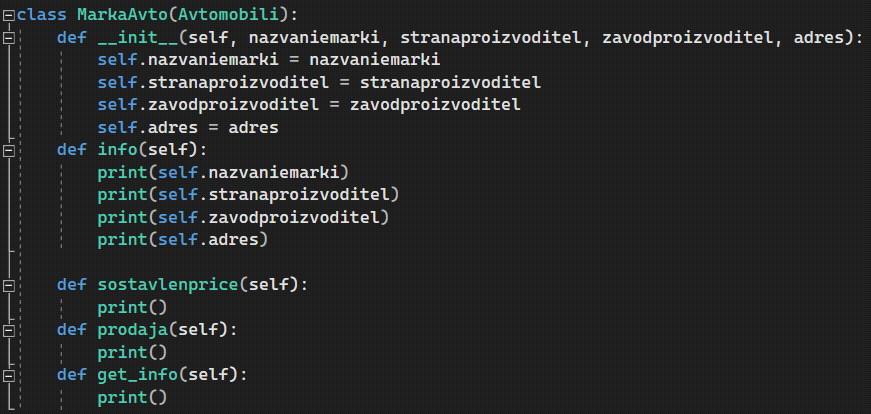 class MarkaAvto(Avtomobili):
    def __init__(self, nazvaniemarki, stranaproizvoditel, zavodproizvoditel, adres):
        self.nazvaniemarki = nazvaniemarki
        self.stranaproizvoditel = stranaproizvoditel
        self.zavodproizvoditel = zavodproizvoditel
        self.adres = adres
    def info(self):
        print(self.nazvaniemarki)
        print(self.stranaproizvoditel)
        print(self.zavodproizvoditel)
        print(self.adres)

    def sostavlenprice(self):
        print()
    def prodaja(self):
        print()
    def get_info(self):
        print()